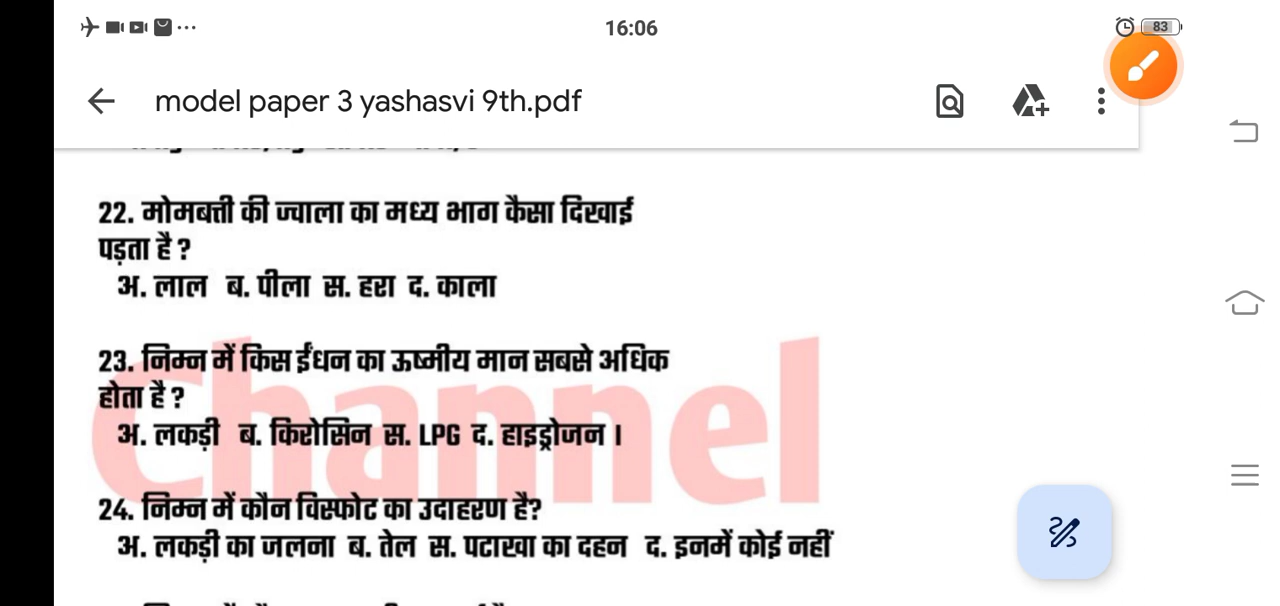 16:06
83
model paper 3 yashasvi 9th.pdf
22. मोमबत्ती की ज्वाला का मध्य भाग कैसा दिखाई
पड़ता है ?
अ. लाल ब. पीला स. हरा द. काला
23. निम्न में किस ईंधन का ऊष्मीय मान सबसे अधिक
होता है ?
अ. लकड़ी ब. किरोसिन स. LPG द. हाइड्रोजन ।
Channel
24. निम्न में कौन विस्फोट का उदाहरण है?
अ. लकड़ी का जलना ब. तेल स. पटाखा का दहन द. इनमें कोई नहीं